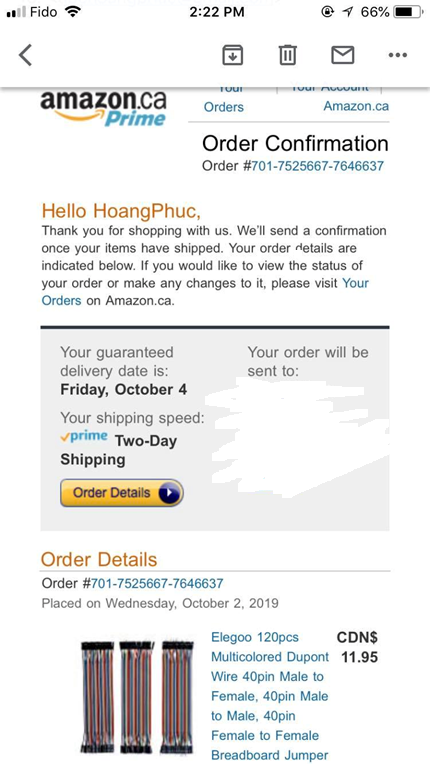 Fido 2:22 PM 66%
Your Your Account
Orders Amazon.ca
amazon.ca
Prime
Order Confirmation
Order #701-7525667-7646637
Hello HoangPhuc,
Thank you for shopping with us. We'll send a confirmation
once your items have shipped. Your order details are
indicated below. If you would like to view the status of
your order or make any changes to it, please visit Your
Orders on Amazon.ca.
Your guaranteed
delivery date is:
Friday, October 4
Your order will be
sent to:
Your shipping speed:
prime Two-Day
Shipping
Order Details
Order Details
Order #701-7525667-7646637
Placed on Wednesday, October 2, 2019
Elegoo 120pcs
Multicolored Dupont
Wire 40pin Male to
Female, 40pin Male
to Male, 40pin
Female to Female
Breadboard Jumper
CDN$
11.95